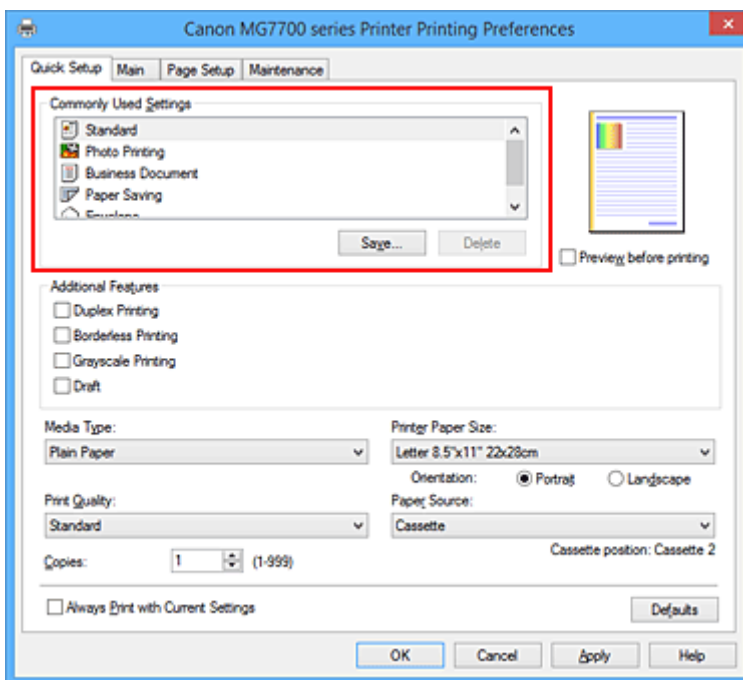 Canon MG7700 series Printer Printing Preferences
Quick Setup Main Page Setup Maintenance
Commonly Used Settings
Standard
Photo Printing
Business Document
Paper Saving
Envelope
Save... Delete
Preview before printing
Additional Features
Duplex Printing
Borderless Printing
Grayscale Printing
Draft
Media Type: Printer Paper Size:
Plain Paper Letter 8.5"x11" 22x28cm
Orientation: Portrait Landscape
Print Quality: Paper Source:
Standard Cassette
Cassette position: Cassette 2
Copies: 1 (1-999)
Always Print with Current Settings Defaults
OK Cancel Apply Help